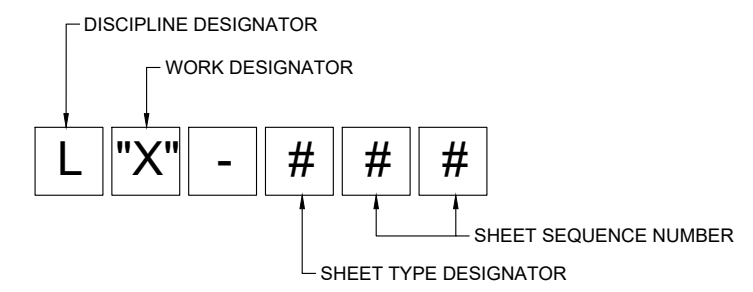 DISCIPLINE DESIGNATOR
WORK DESIGNATOR
L "X" - # # #
SHEET SEQUENCE NUMBER
SHEET TYPE DESIGNATOR